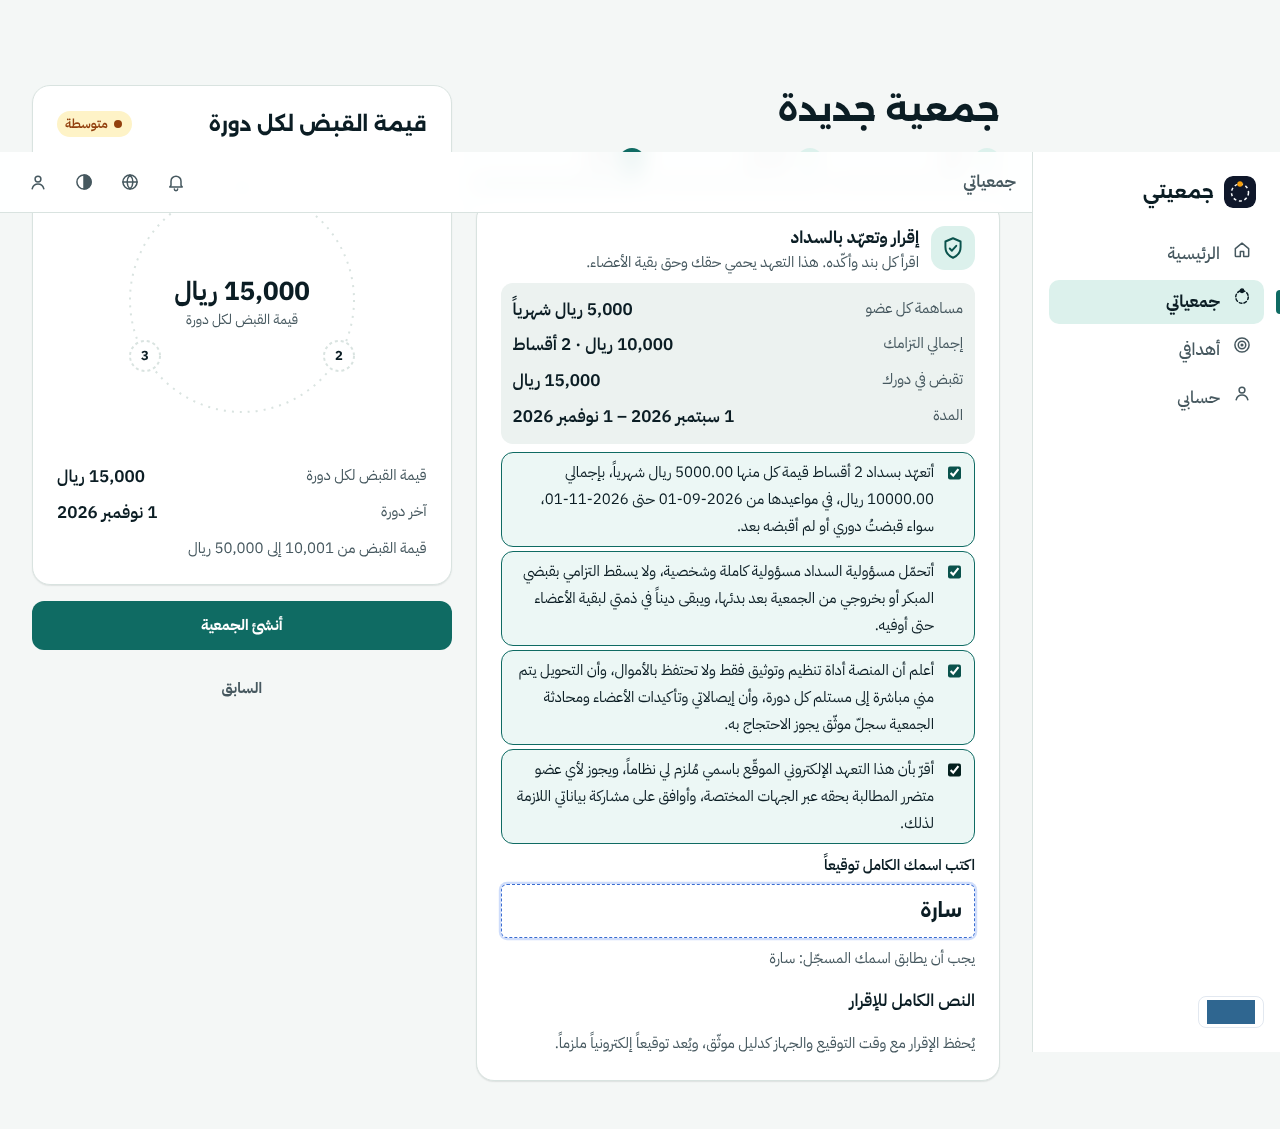 جمعيتي
الرئيسية
جمعياتي
أهدافي
حسابي
جمعياتي
جمعية جديدة
إقرار وتعهّد بالسداد
اقرأ كل بند وأكّده. هذا التعهد يحمي حقك وحق بقية الأعضاء.
مساهمة كل عضو 5,000 ريال شهرياً
إجمالي التزامك 10,000 ريال · 2 أقساط
تقبض في دورك 15,000 ريال
المدة 1 سبتمبر 2026 – 1 نوفمبر 2026
أتعهّد بسداد 2 أقساط قيمة كل منها 5000.00 ريال شهرياً، بإجمالي
10000.00 ريال، في مواعيدها من 2026-09-01 حتى 2026-11-01،
سواء قبضتُ دوري أو لم أقبضه بعد.
أتحمّل مسؤولية السداد مسؤولية كاملة وشخصية، ولا يسقط التزامي بقبضي
المبكر أو بخروجي من الجمعية بعد بدئها، ويبقى ديناً في ذمتي لبقية الأعضاء
حتى أوفيه.
أعلم أن المنصة أداة تنظيم وتوثيق فقط ولا تحتفظ بالأموال، وأن التحويل يتم
مني مباشرة إلى مستلم كل دورة، وأن إيصالاتي وتأكيدات الأعضاء ومحادثة
الجمعية سجلّ موثّق يجوز الاحتجاج به.
أقرّ بأن هذا التعهد الإلكتروني الموقّع باسمي مُلزم لي نظاماً، ويجوز لأي عضو
متضرر المطالبة بحقه عبر الجهات المختصة، وأوافق على مشاركة بياناتي اللازمة
لذلك.
اكتب اسمك الكامل توقيعاً
سارة
يجب أن يطابق اسمك المسجّل: سارة
النص الكامل للإقرار
يُحفظ الإقرار مع وقت التوقيع والجهاز كدليل موثّق، ويُعد توقيعاً إلكترونياً ملزماً.
قيمة القبض لكل دورة
متوسطة
15,000 ريال
قيمة القبض لكل دورة
2
3
قيمة القبض لكل دورة 15,000 ريال
آخر دورة 1 نوفمبر 2026
قيمة القبض من 10,001 إلى 50,000 ريال
أنشئ الجمعية
السابق